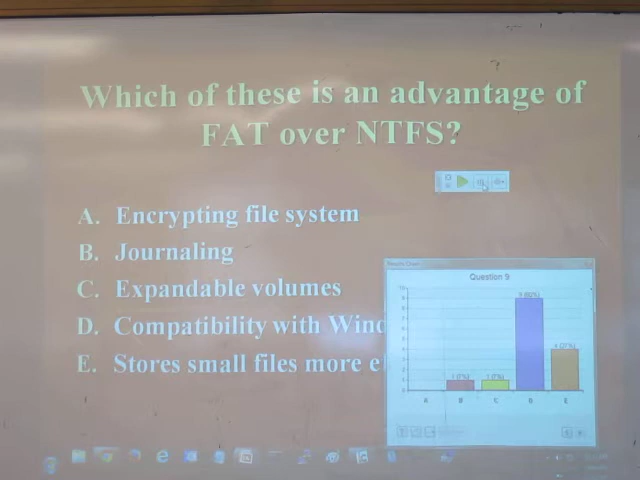 Which of these is an advantage of
FAT over NTFS?
A. Encrypting file system
B. Journaling
C. Expandable volumes
D. Compatibility with Wind
E. Stores small files more ef
Question 9
A
B
C
D
E